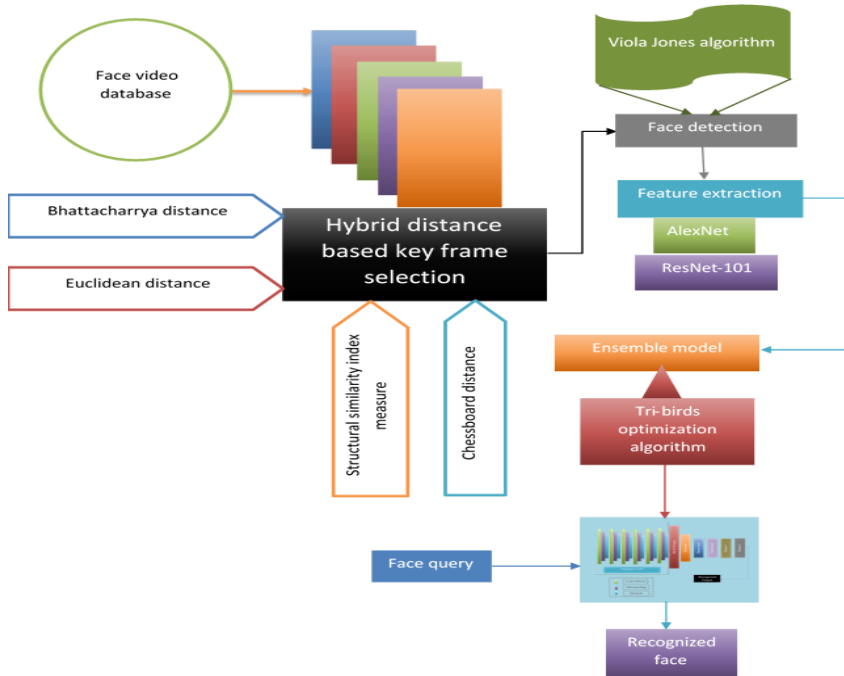 Face video
database
Viola Jones algorithm
Face detection
Bhattacharrya distance
Feature extraction
Hybrid distance
based key frame
selection
AlexNet
Euclidean distance
ResNet-101
Structural similarity index
measure
Chessboard distance
Ensemble model
Tri-birds
optimization
algorithm
Face query
Recognized
face